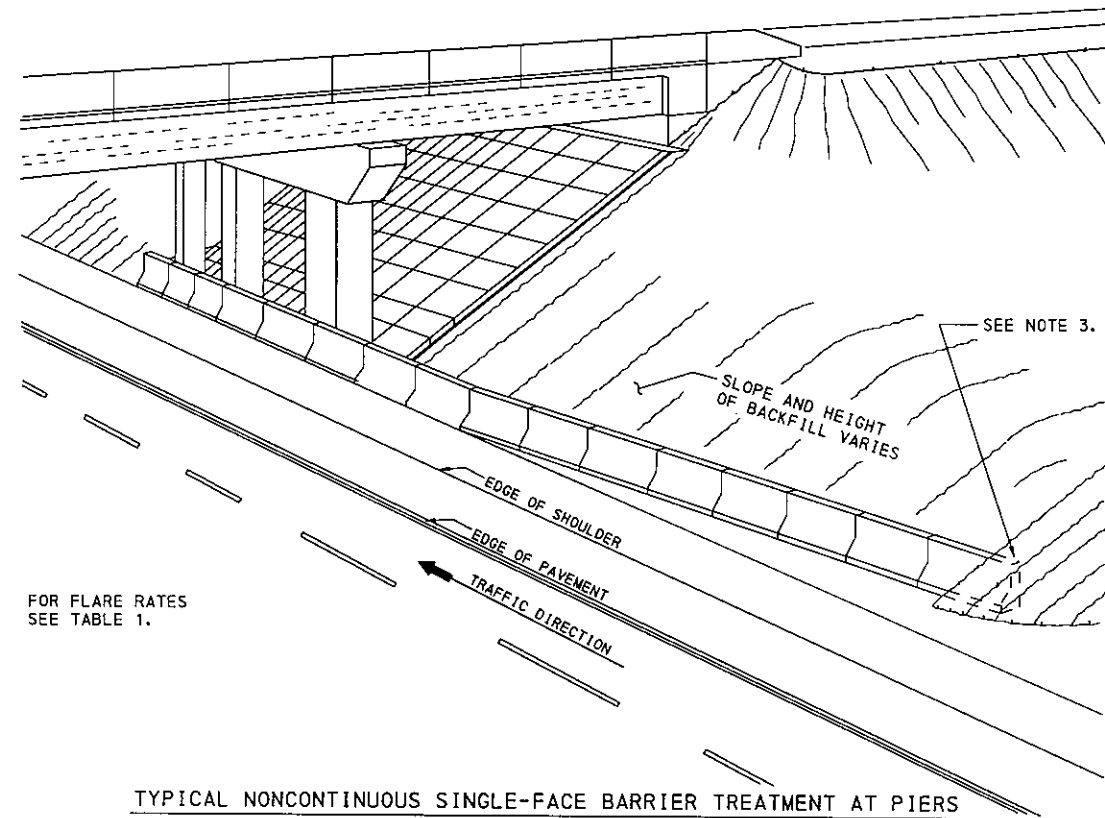 SEE NOTE 3.
SLOPE AND HEIGHT
OF BACKFILL VARIES
EDGE OF SHOULDER
EDGE OF PAVEMENT
TRAFFIC DIRECTION
FOR FLARE RATES
SEE TABLE 1.
TYPICAL NONCONTINUOUS SINGLE-FACE BARRIER TREATMENT AT PIERS